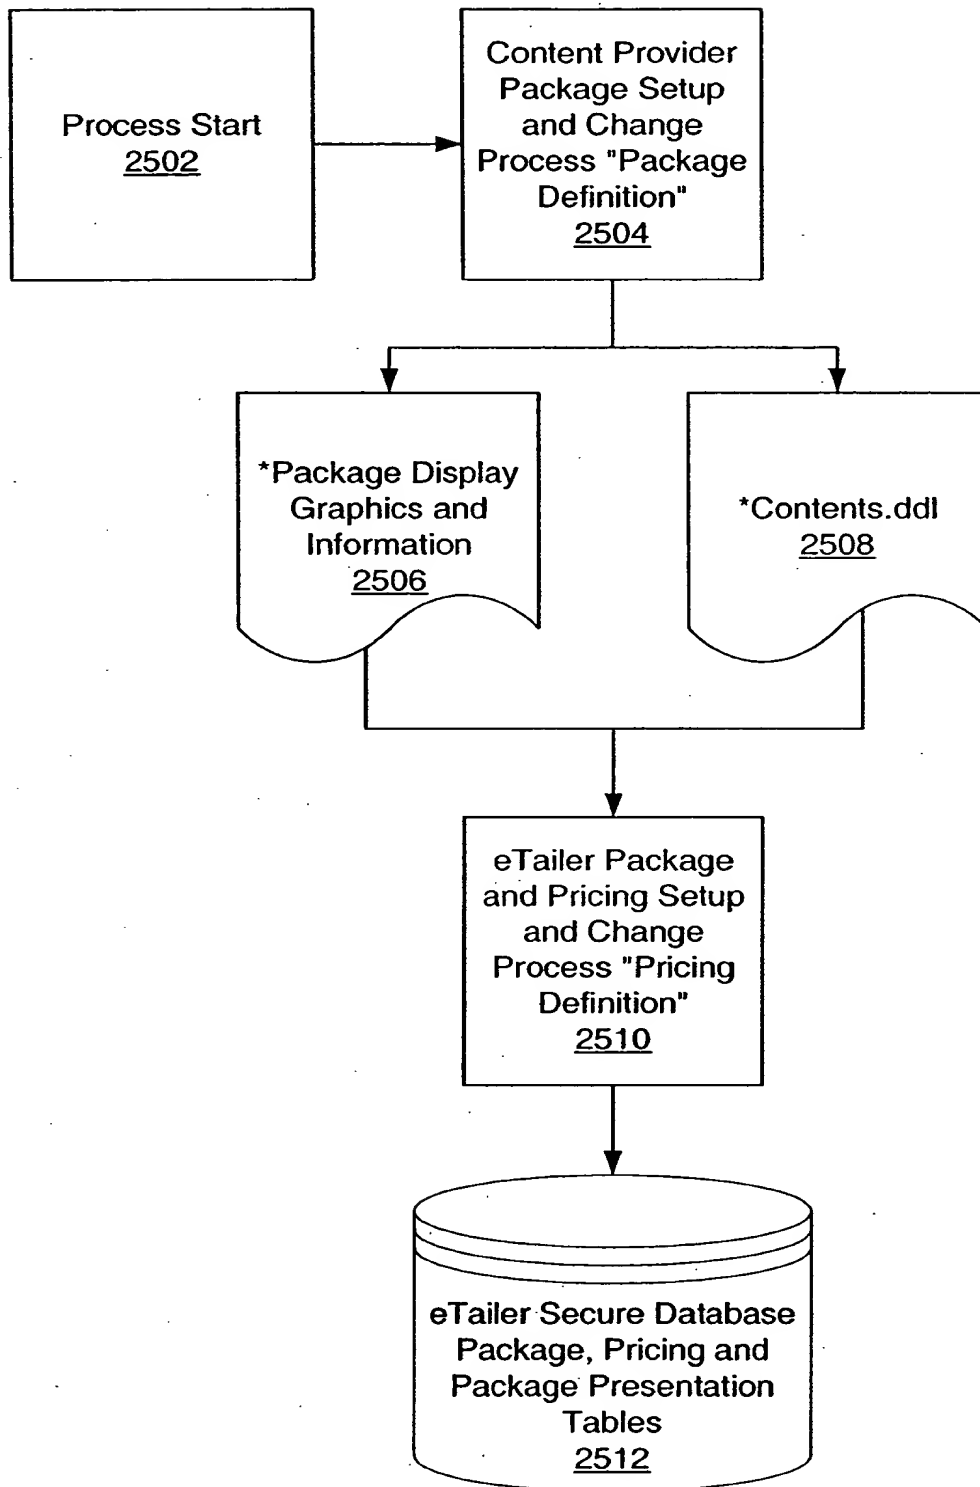 Process Start
2502
Content Provider
Package Setup
and Change
Process "Package
Definition"
2504
*Package Display
Graphics and
Information
2506
*Contents.ddl
2508
eTailer Package
and Pricing Setup
and Change
Process "Pricing
Definition"
2510
eTailer Secure Database
Package, Pricing and
Package Presentation
Tables
2512